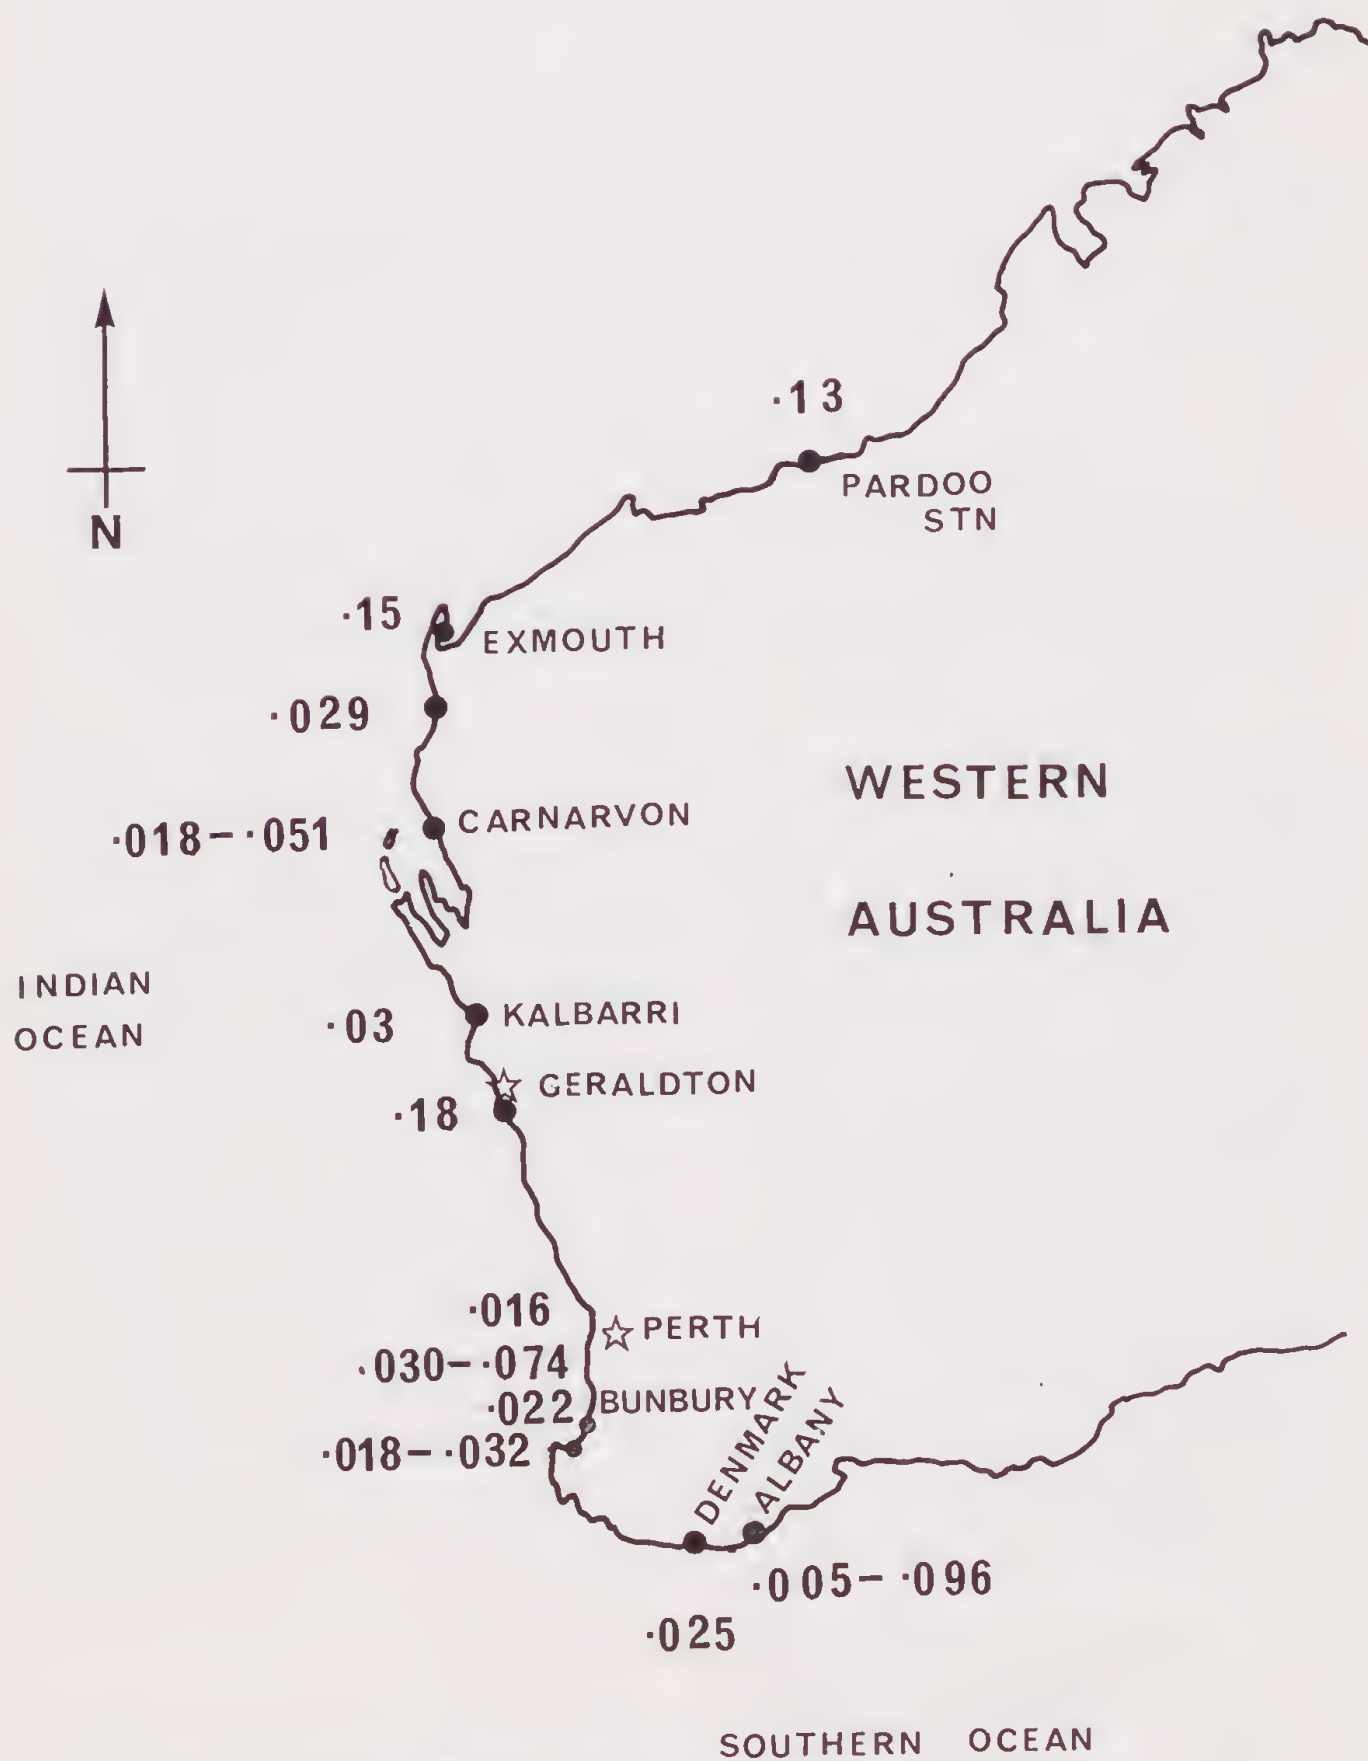 ·13
PARDOO
STN
N
·15
EXMOUTH
·029
WESTERN
CARNARVON
·018–·051
AUSTRALIA
INDIAN
OCEAN
KALBARRI
·03
GERALDTON
·18
·016
PERTH
·030–·074
BUNBURY
·022
·018–·032
DENMARK
ALBANY
·005–·096
·025
SOUTHERN OCEAN